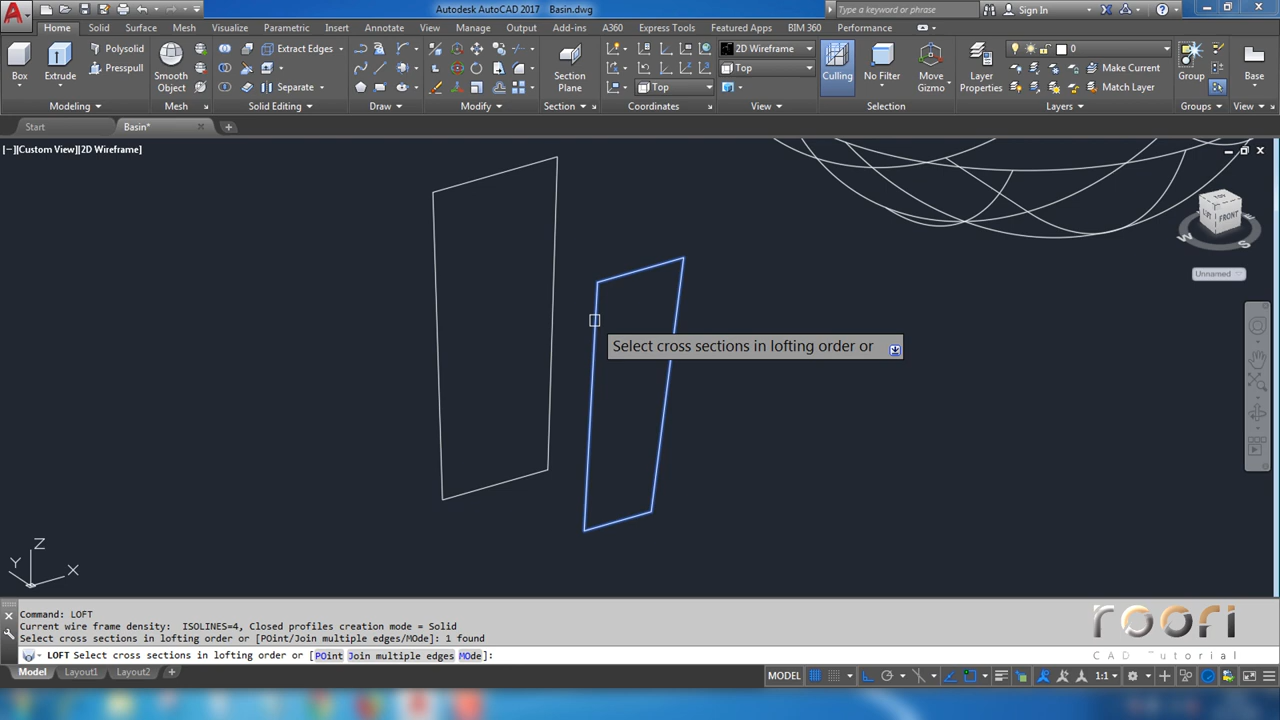 Autodesk AutoCAD 2017 Basin.dwg
Type a keyword or phrase
Sign In
Home Solid Surface Mesh Visualize Parametric Insert Annotate View Manage Output Add-ins A360 Express Tools Featured Apps BIM 360 Performance
Box
Extrude
Polysolid
Presspull
Modeling
Smooth
Object
Mesh
Extract Edges
Separate
Solid Editing
Draw
Modify
Section
Plane
Section
Top
Coordinates
2D Wireframe
Top
View
Culling
No Filter
Move
Gizmo
Selection
Layer
Properties
0
Make Current
Match Layer
Layers
Group
Groups
Base
View
Start
Basin*
[−][Custom View][2D Wireframe]
TOP
FRONT
W
S
Unnamed
Select cross sections in lofting order or
Z
Y
X
Command: LOFT
Current wire frame density: ISOLINES=4, Closed profiles creation mode = Solid
Select cross sections in lofting order or [POint/Join multiple edges/MOde]: 1 found
LOFT Select cross sections in lofting order or [POint Join multiple edges MOde]:
roori
CAD Tutorial
Model Layout1 Layout2
MODEL
1:1